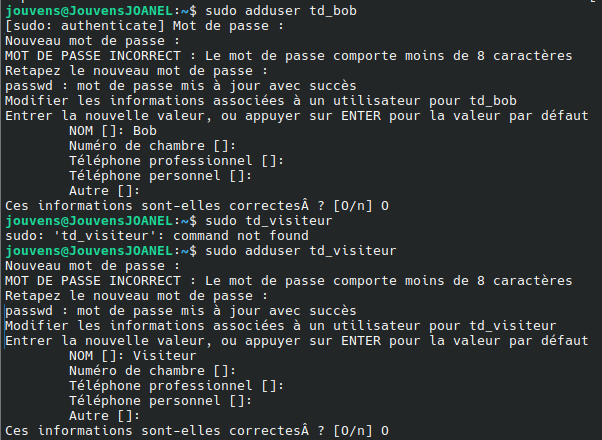 jouvens@JouvensJOANEL:~$ sudo adduser td_bob
[sudo: authenticate] Mot de passe :
Nouveau mot de passe :
MOT DE PASSE INCORRECT : Le mot de passe comporte moins de 8 caractères
Retapez le nouveau mot de passe :
passwd : mot de passe mis à jour avec succès
Modifier les informations associées à un utilisateur pour td_bob
Entrer la nouvelle valeur, ou appuyer sur ENTER pour la valeur par défaut
NOM []: Bob
Numéro de chambre []:
Téléphone professionnel []:
Téléphone personnel []:
Autre []:
Ces informations sont-elles correctesÂ ? [O/n] O
jouvens@JouvensJOANEL:~$ sudo td_visiteur
sudo: 'td_visiteur': command not found
jouvens@JouvensJOANEL:~$ sudo adduser td_visiteur
Nouveau mot de passe :
MOT DE PASSE INCORRECT : Le mot de passe comporte moins de 8 caractères
Retapez le nouveau mot de passe :
passwd : mot de passe mis à jour avec succès
Modifier les informations associées à un utilisateur pour td_visiteur
Entrer la nouvelle valeur, ou appuyer sur ENTER pour la valeur par défaut
NOM []: Visiteur
Numéro de chambre []:
Téléphone professionnel []:
Téléphone personnel []:
Autre []:
Ces informations sont-elles correctesÂ ? [O/n] O